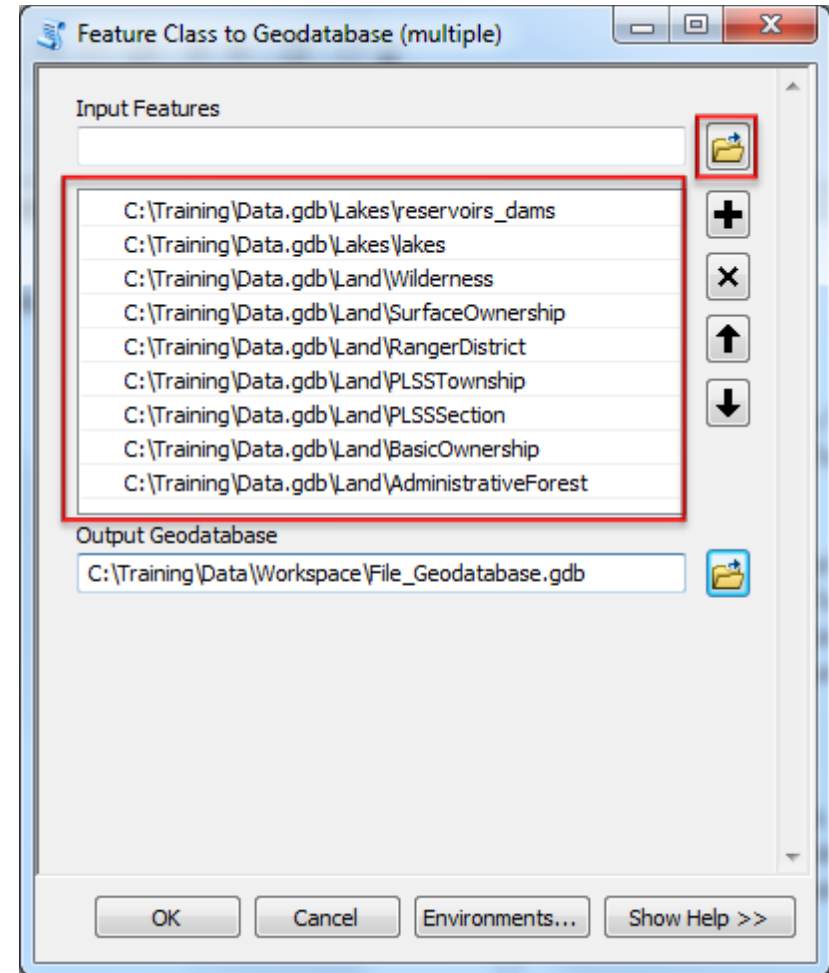 Feature Class to Geodatabase (multiple)
Input Features
C:\Training\Data.gdb\Lakes\reservoirs_dams
C:\Training\Data.gdb\Lakes\lakes
C:\Training\Data.gdb\Land\Wilderness
C:\Training\Data.gdb\Land\SurfaceOwnership
C:\Training\Data.gdb\Land\RangerDistrict
C:\Training\Data.gdb\Land\PLSSTownship
C:\Training\Data.gdb\Land\PLSSSection
C:\Training\Data.gdb\Land\BasicOwnership
C:\Training\Data.gdb\Land\AdministrativeForest
Output Geodatabase
C:\Training\Data\Workspace\File_Geodatabase.gdb
OK Cancel Environments... Show Help >>